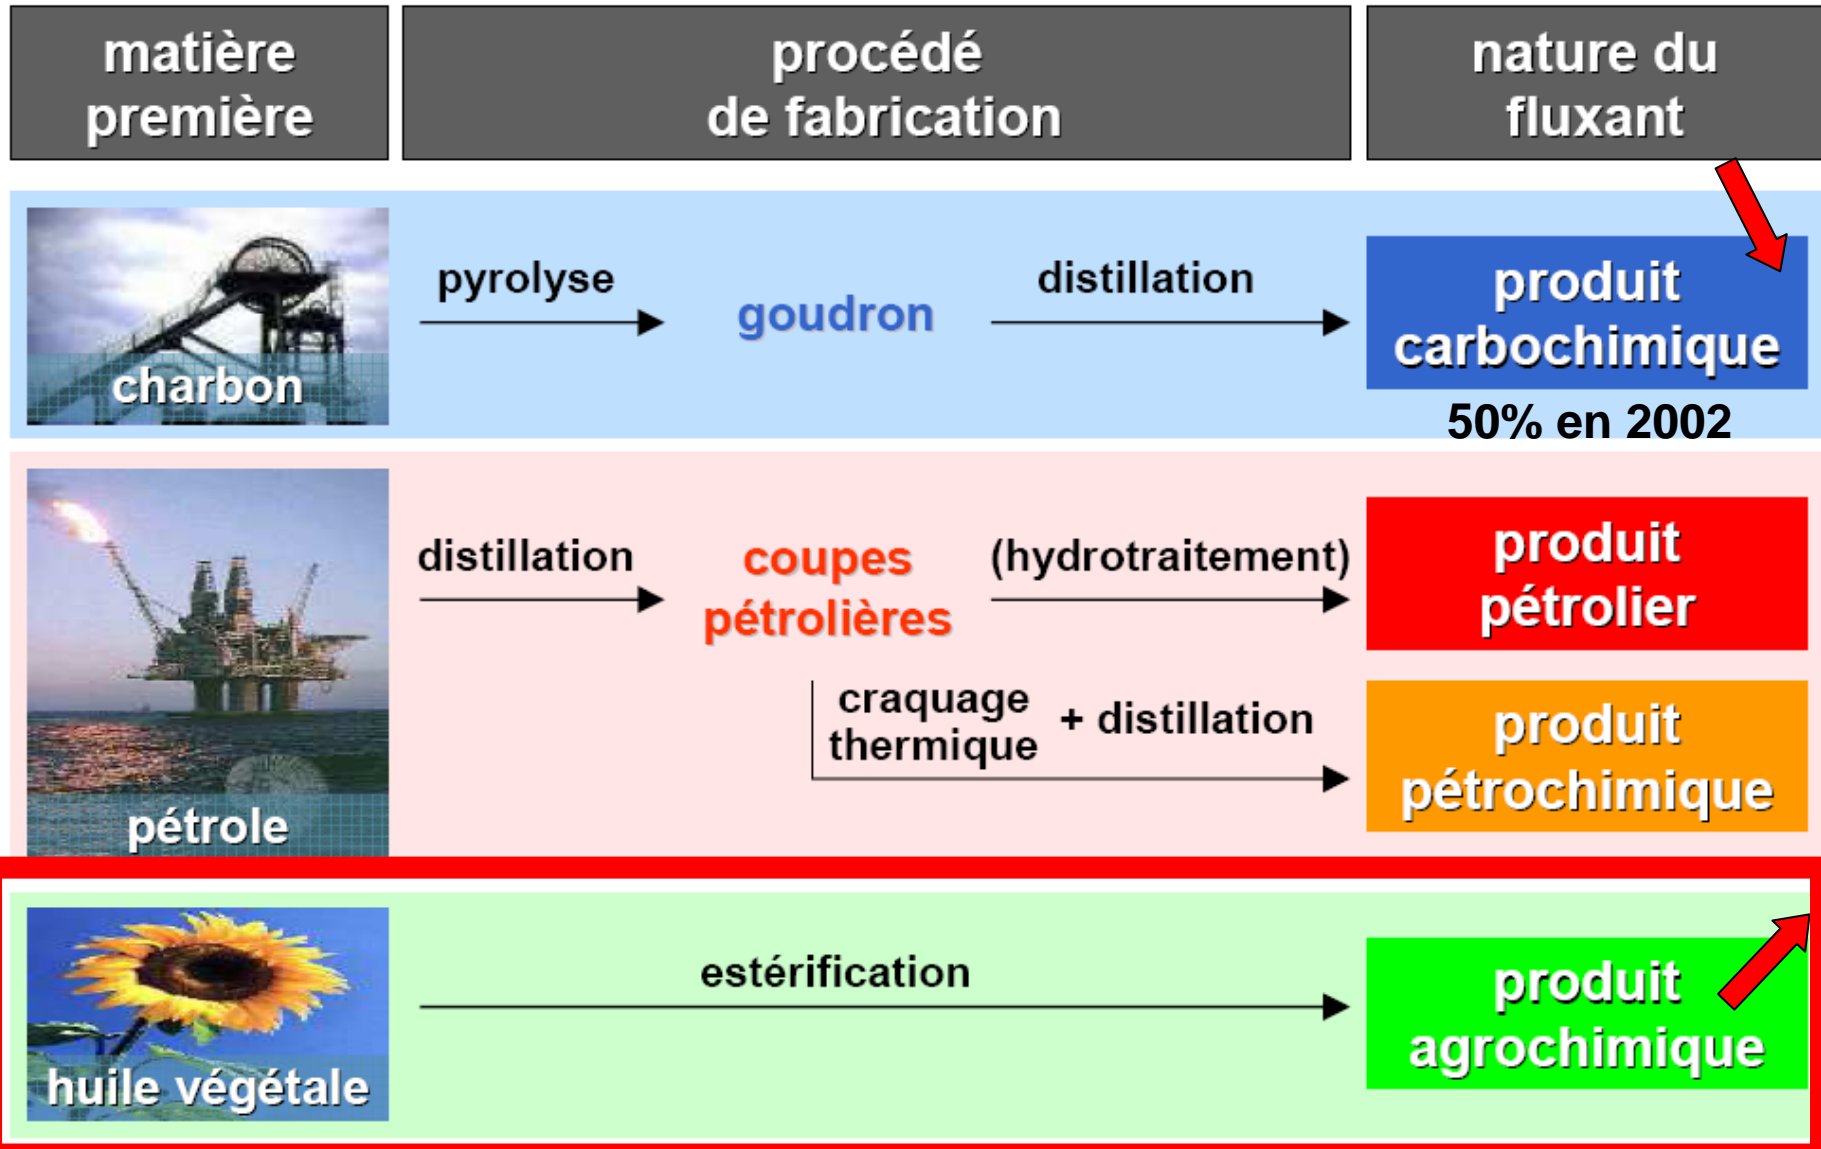 matière
première
procédé
de fabrication
nature du
fluxant
charbon
pyrolyse
goudron
distillation
produit
carbochimique
50% en 2002
pétrole
distillation
coupes
pétrolières
(hydrotraitement)
produit
pétrolier
craquage
thermique
+ distillation
produit
pétrochimique
huile végétale
estérification
produit
agrochimique